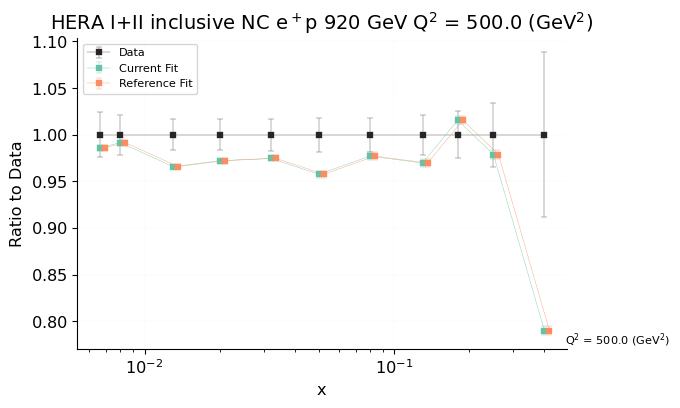 HERA I+II inclusive NC e⁺p 920 GeV Q² = 500.0 (GeV²)
Data
Current Fit
Reference Fit
Ratio to Data
1.10
1.05
1.00
0.95
0.90
0.85
0.80
Q² = 500.0 (GeV²)
10⁻²
10⁻¹
x